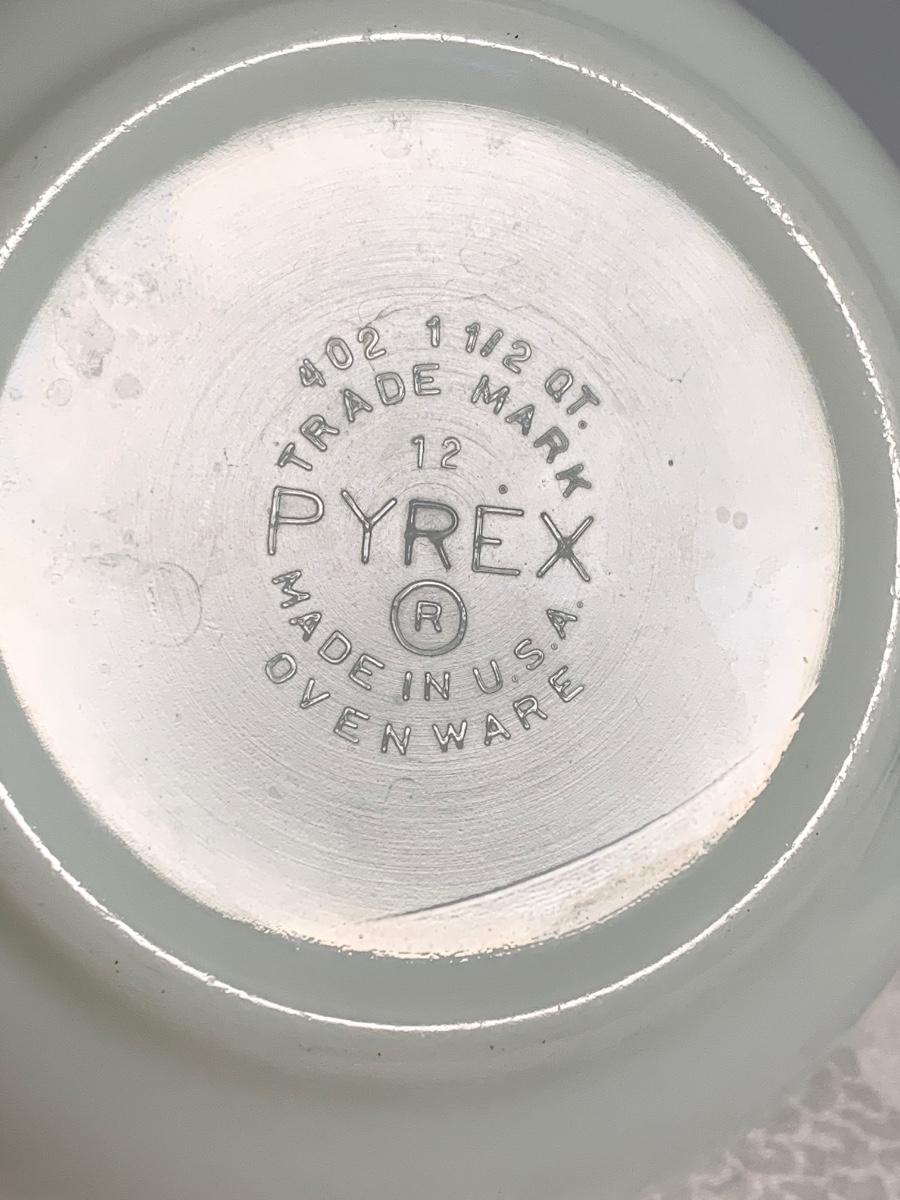 402 1 1/2 QT.
TRADE MARK
12
PYREX
®
MADE IN U.S.A.
OVENWARE